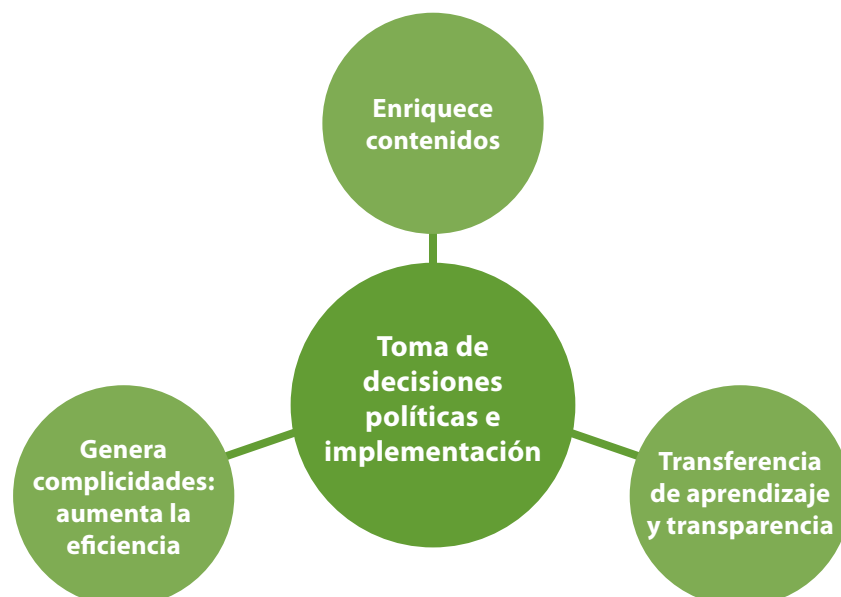 Enriquece
contenidos
Toma de
decisiones
políticas e
implementación
Genera
complicidades:
aumenta la
eficiencia
Transferencia
de aprendizaje
y transparencia